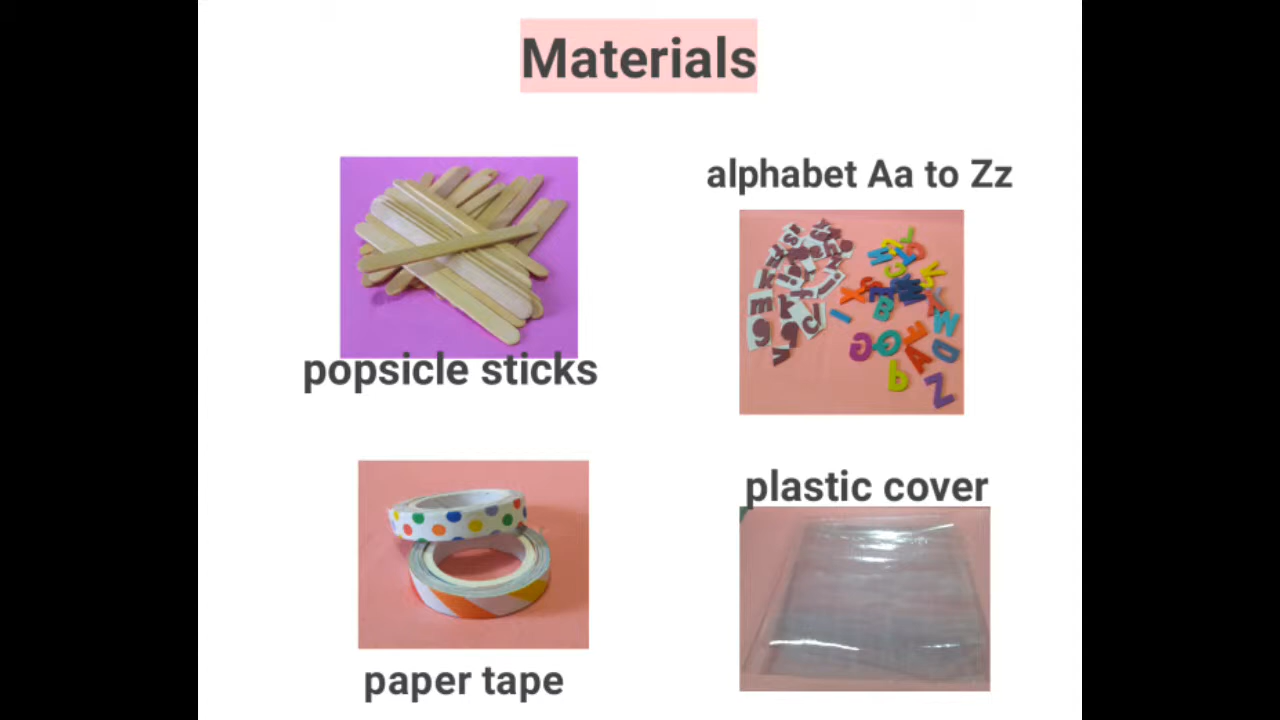 Materials
alphabet Aa to Zz
popsicle sticks
plastic cover
paper tape